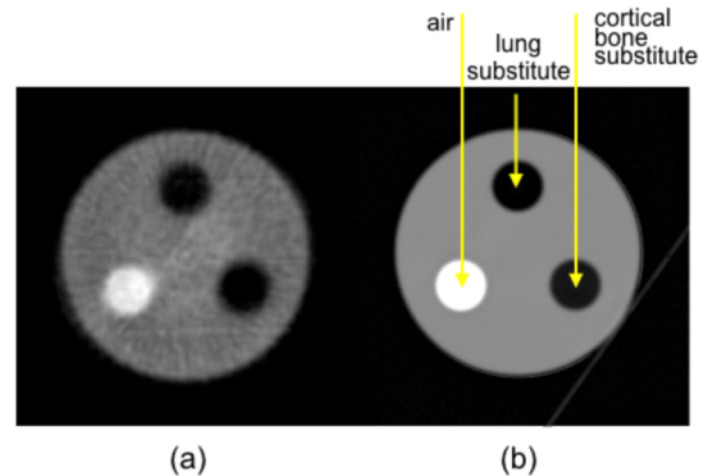 air
lung
substitute
cortical
bone
substitute
(a)
(b)